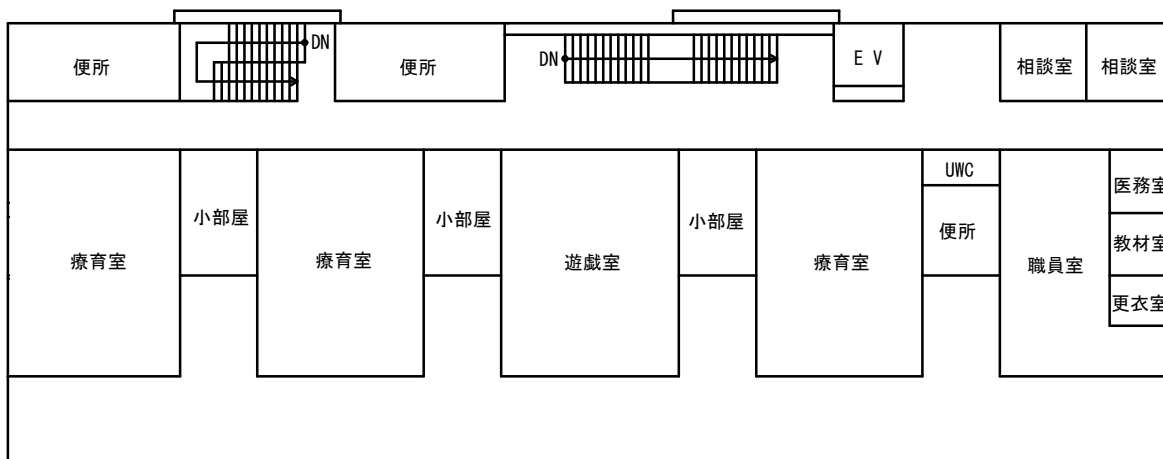 便所
DN
便所
DN
E V
相談室
相談室
療育室
小部屋
療育室
小部屋
遊戯室
小部屋
療育室
UWC
便所
職員室
医務室
教材室
更衣室